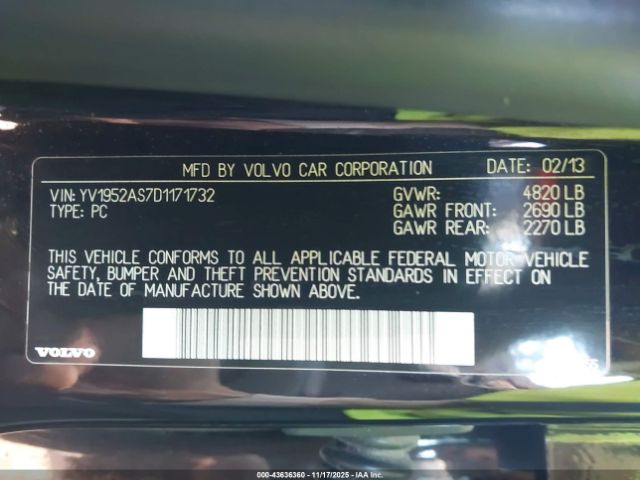 MFD BY VOLVO CAR CORPORATION DATE: 02/13
VIN: YV1952AS7D1171732 GVWR: 4820 LB
TYPE: PC GAWR FRONT: 2690 LB
GAWR REAR: 2270 LB
THIS VEHICLE CONFORMS TO ALL APPLICABLE FEDERAL MOTOR VEHICLE
SAFETY, BUMPER AND THEFT PREVENTION STANDARDS IN EFFECT ON
THE DATE OF MANUFACTURE SHOWN ABOVE.
VOLVO
000-43636360 - 11/17/2025 - IAAI.COM